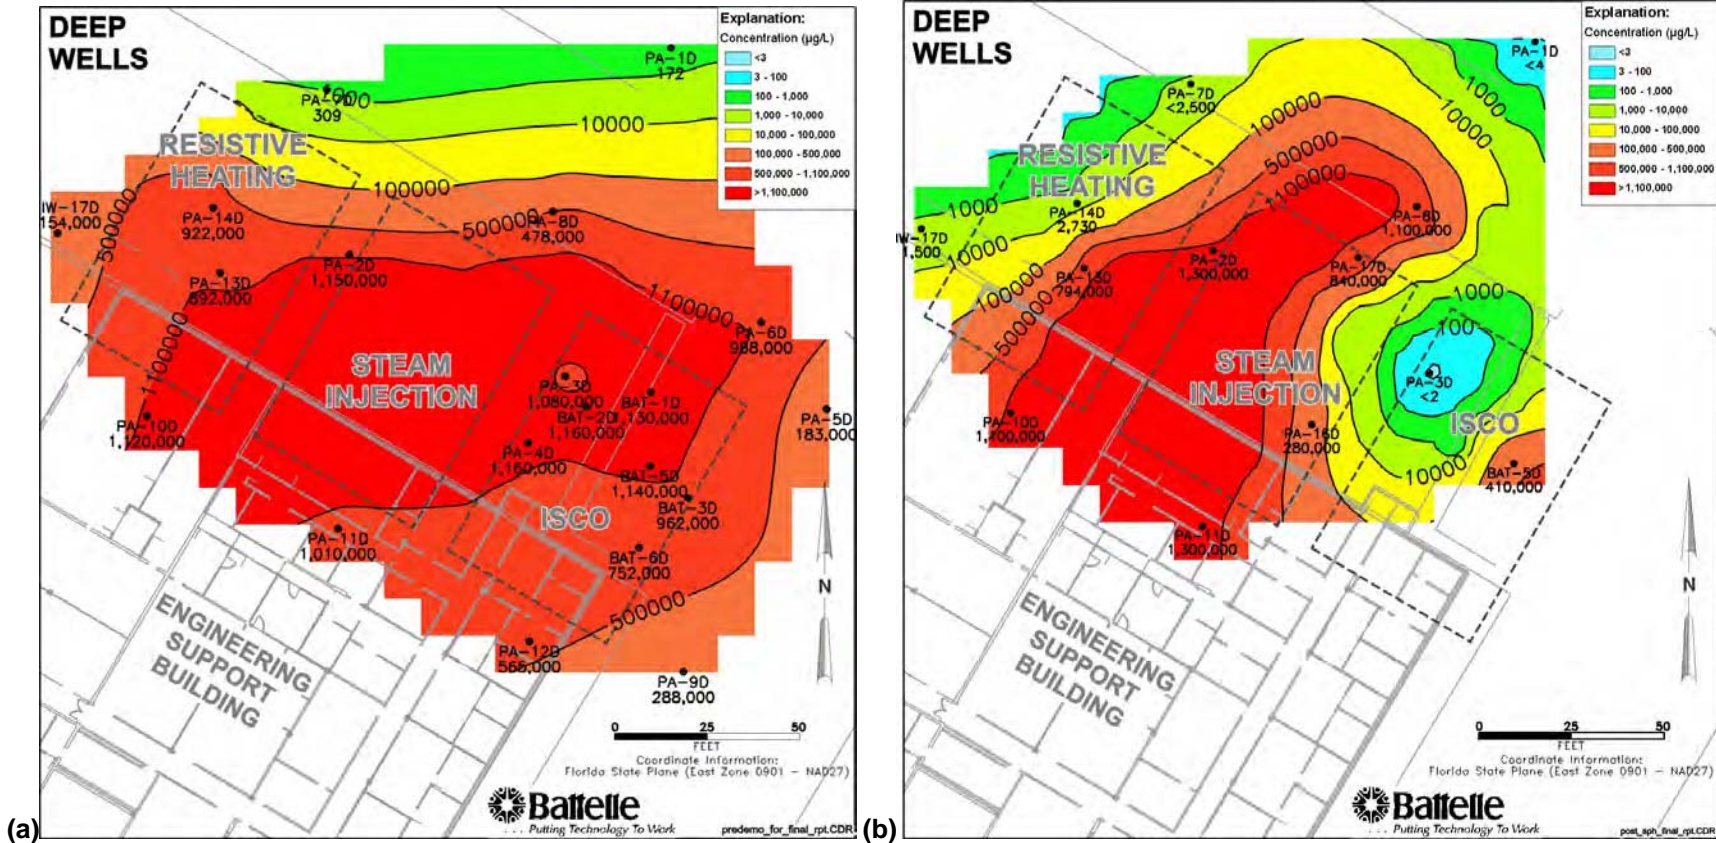 DEEP
WELLS
Explanation:
Concentration (µg/L)
<3
3 - 100
100 - 1,000
1,000 - 10,000
10,000 - 100,000
100,000 - 500,000
500,000 - 1,100,000
>1,100,000
PA-1D
172
PA-7D
309
1000
10000
RESISTIVE
HEATING
100000
IW-17D
154,000
500000
PA-14D
922,000
500000
PA-8D
478,000
PA-2D
1,150,000
PA-13D
892,000
1100000
1100000
PA-6D
988,000
STEAM
INJECTION
PA-3D
1,080,000
BAT-1D
1,130,000
BAT-2D
1,160,000
PA-5D
183,000
PA-10D
1,120,000
PA-4D
1,160,000
BAT-5D
1,140,000
BAT-3D
962,000
ISCO
PA-11D
1,010,000
BAT-6D
752,000
500000
PA-12D
565,000
PA-9D
288,000
ENGINEERING
SUPPORT
BUILDING
N
0 25 50
FEET
Coordinate Information:
Florida State Plane (East Zone 0901 - NAD27)
Battelle
. . . Putting Technology To Work
predemo_for_final_rpt.CDR
(a)
DEEP
WELLS
Explanation:
Concentration (µg/L)
<3
3 - 100
100 - 1,000
1,000 - 10,000
10,000 - 100,000
100,000 - 500,000
500,000 - 1,100,000
>1,100,000
PA-1D
<4
PA-7D
<2,500
1000
10000
100000
500000
1100000
RESISTIVE
HEATING
1000
PA-14D
2,730
IW-17D
1,500
10000
PA-8D
1,100,000
PA-2D
1,300,000
PA-17D
840,000
PA-13D
794,000
100000
500000
1000
100
STEAM
INJECTION
PA-3D
<2
PA-10D
1,700,000
PA-16D
280,000
ISCO
10000
BAT-5D
410,000
PA-11D
1,300,000
ENGINEERING
SUPPORT
BUILDING
N
0 25 50
FEET
Coordinate Information:
Florida State Plane (East Zone 0901 - NAD27)
Battelle
. . . Putting Technology To Work
post_sph_final_rpt.CDR
(b)